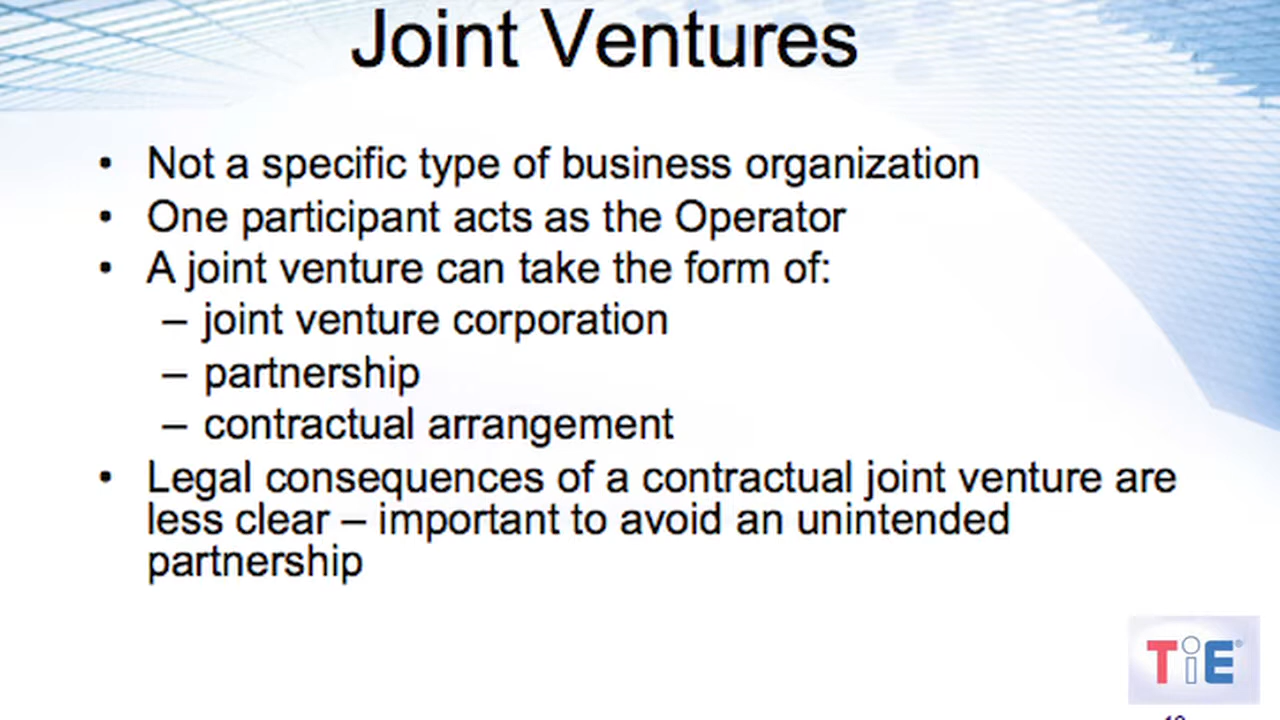 Joint Ventures
• Not a specific type of business organization
• One participant acts as the Operator
• A joint venture can take the form of:
– joint venture corporation
– partnership
– contractual arrangement
• Legal consequences of a contractual joint venture are
less clear – important to avoid an unintended
partnership
TiE®